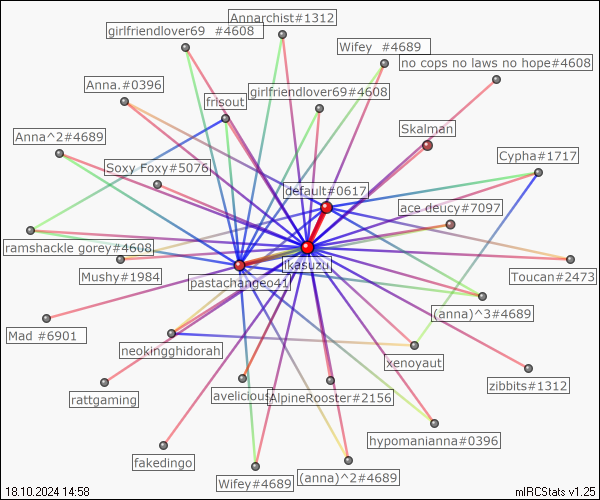 Annarchist#1312
girlfriendlover69 #4608
Wifey #4689
no cops no laws no hope#4608
Anna.#0396
girlfriendlover69#4608
frisout
Skalman
Anna^2#4689
Cypha#1717
Soxy Foxy#5076
default#0617
ace deucy#7097
ramshackle gorey#4608
ikasuzu
Mushy#1984
Toucan#2473
pastachangeo41
(anna)^3#4689
Mad #6901
neokingghidorah
xenoyaut
zibbits#1312
rattgaming
avelicious
AlpineRooster#2156
hypomanianna#0396
fakedingo
Wifey#4689
(anna)^2#4689
18.10.2024 14:58
mIRCStats v1.25